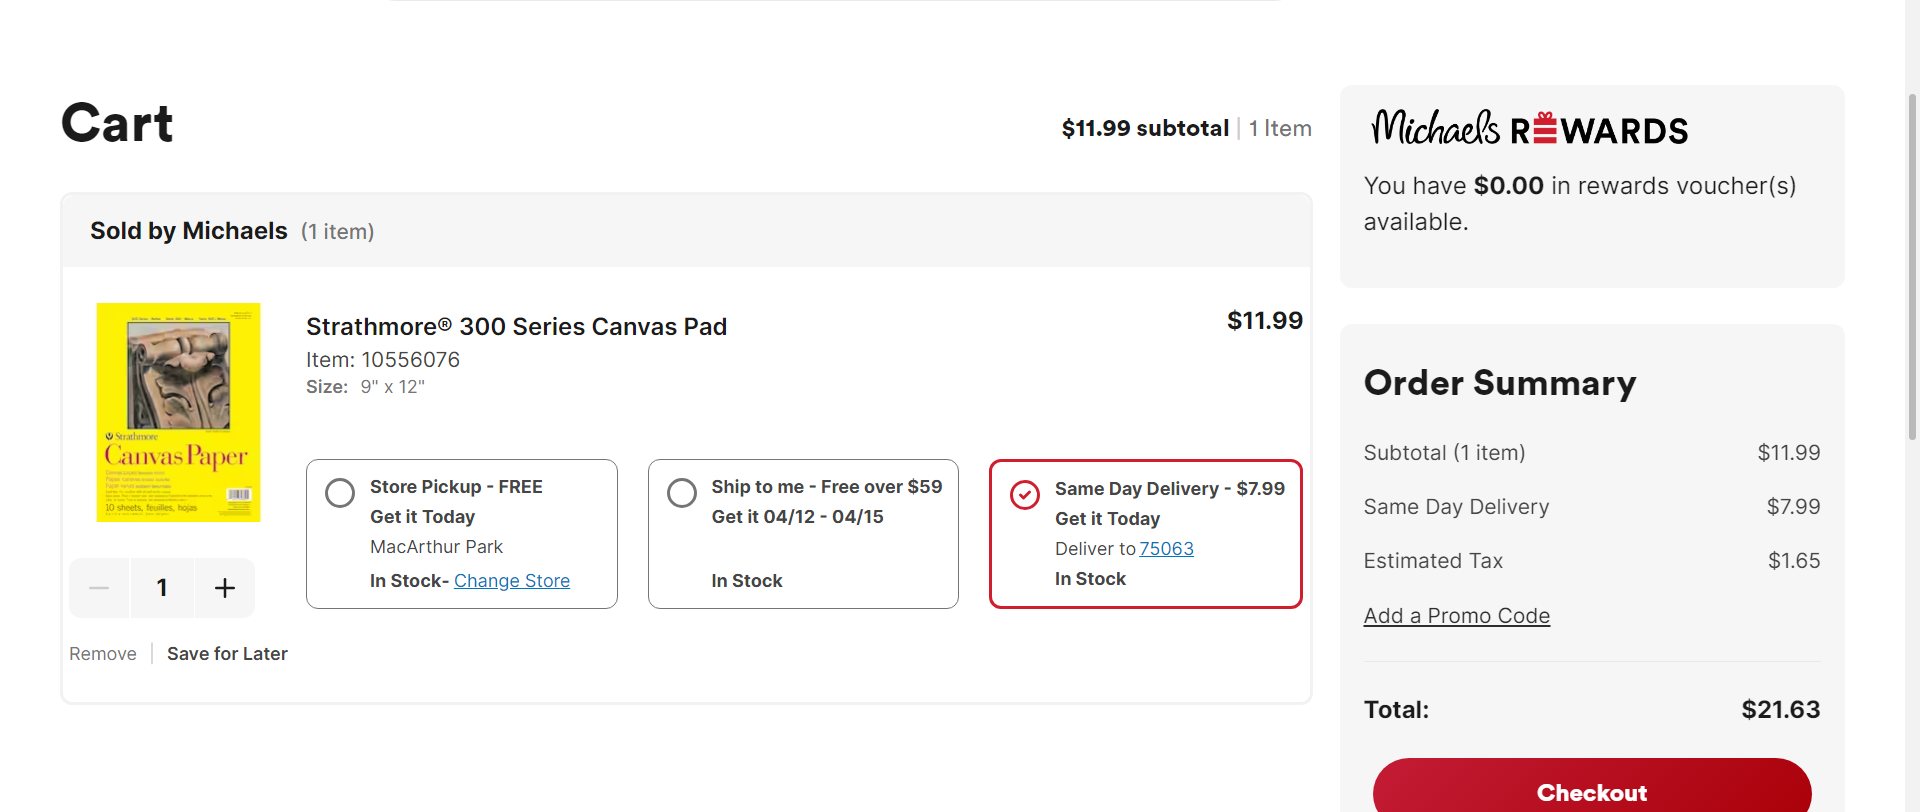 Cart
$11.99 subtotal | 1 Item
Sold by Michaels (1 item)
Strathmore
Canvas Paper
10 sheets, feuilles, hojas
Strathmore® 300 Series Canvas Pad
$11.99
Item: 10556076
Size: 9" x 12"
Store Pickup - FREE
Get it Today
MacArthur Park
In Stock- Change Store
Ship to me - Free over $59
Get it 04/12 - 04/15
In Stock
Same Day Delivery - $7.99
Get it Today
Deliver to 75063
In Stock
1
Remove
Save for Later
Michaels REWARDS
You have $0.00 in rewards voucher(s)
available.
Order Summary
Subtotal (1 item) $11.99
Same Day Delivery $7.99
Estimated Tax $1.65
Add a Promo Code
Total: $21.63
Checkout